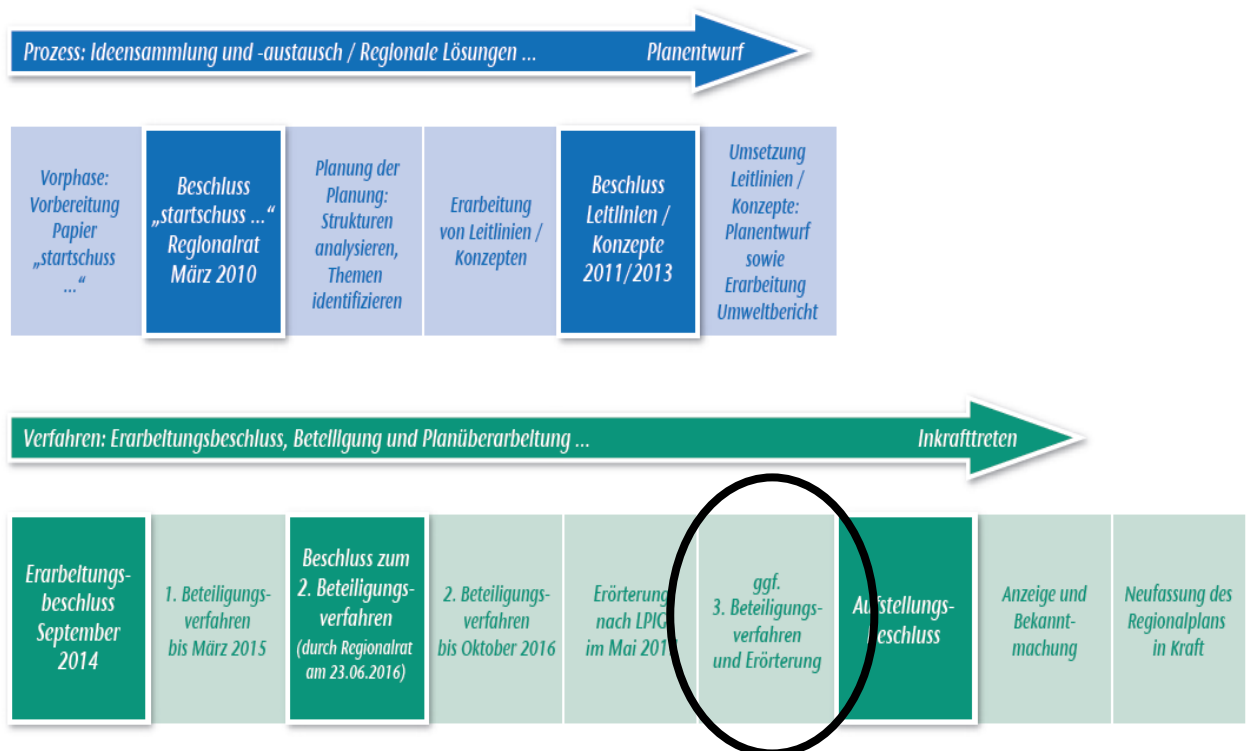 Prozess: Ideensammlung und -austausch / Regionale Lösungen ... Planentwurf
Vorphase:
Vorbereitung
Papier
„startschuss
...“
Beschluss
„startschuss ...“
Regionalrat
März 2010
Planung der
Planung:
Strukturen
analysieren,
Themen
identifizieren
Erarbeitung
von Leitlinien /
Konzepten
Beschluss
Leitlinien /
Konzepte
2011/2013
Umsetzung
Leitlinien /
Konzepte:
Planentwurf
sowie
Erarbeitung
Umweltbericht
Verfahren: Erarbeitungsbeschluss, Beteiligung und Planüberarbeitung ... Inkrafttreten
Erarbeitungs-
beschluss
September
2014
1. Beteiligungs-
verfahren
bis März 2015
Beschluss zum
2. Beteiligungs-
verfahren
(durch Regionalrat
am 23.06.2016)
2. Beteiligungs-
verfahren
bis Oktober 2016
Erörterung
nach LPlG
im Mai
ggf.
3. Beteiligungs-
verfahren
und Erörterung
Aufstellungs-
beschluss
Anzeige und
Bekannt-
machung
Neufassung des
Regionalplans
in Kraft